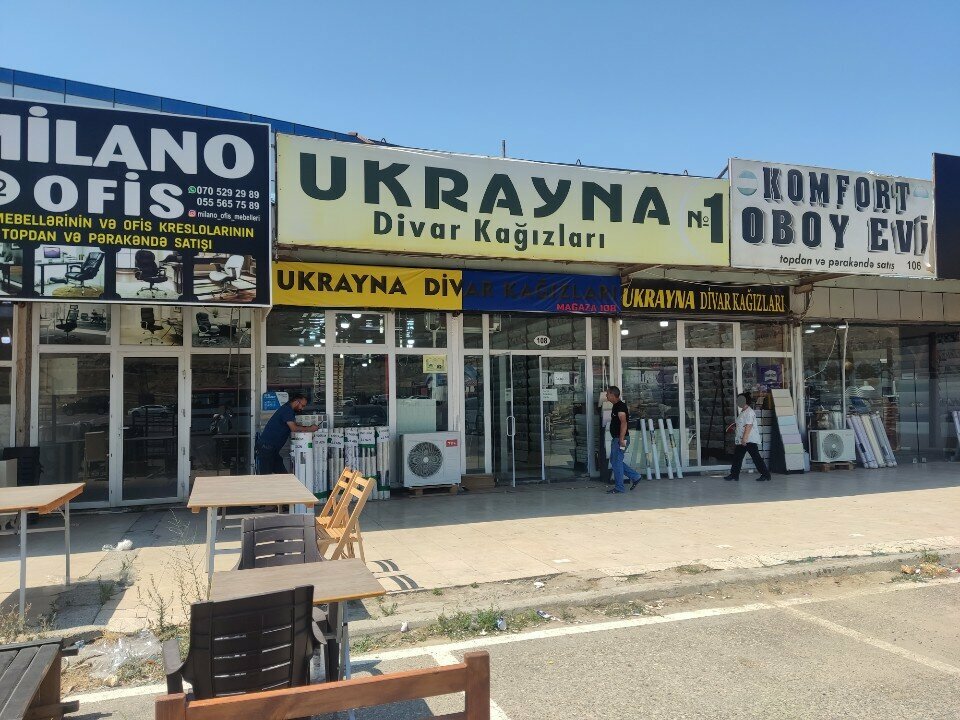 MİLANO
OFİS
070 529 29 89
055 565 75 89
milano_ofis_mebelleri
MEBELLƏRİNİN VƏ OFİS KRESLOLARININ
TOPDAN VƏ PƏRAKƏNDƏ SATIŞI
UKRAYNA №1
Divar Kağızları
KOMFORT
OBOY EVİ
topdan və pərakəndə satış 106
UKRAYNA DİVAR KAĞIZLARI
MAĞAZA 108
UKRAYNA DİVAR KAĞIZLARI
108